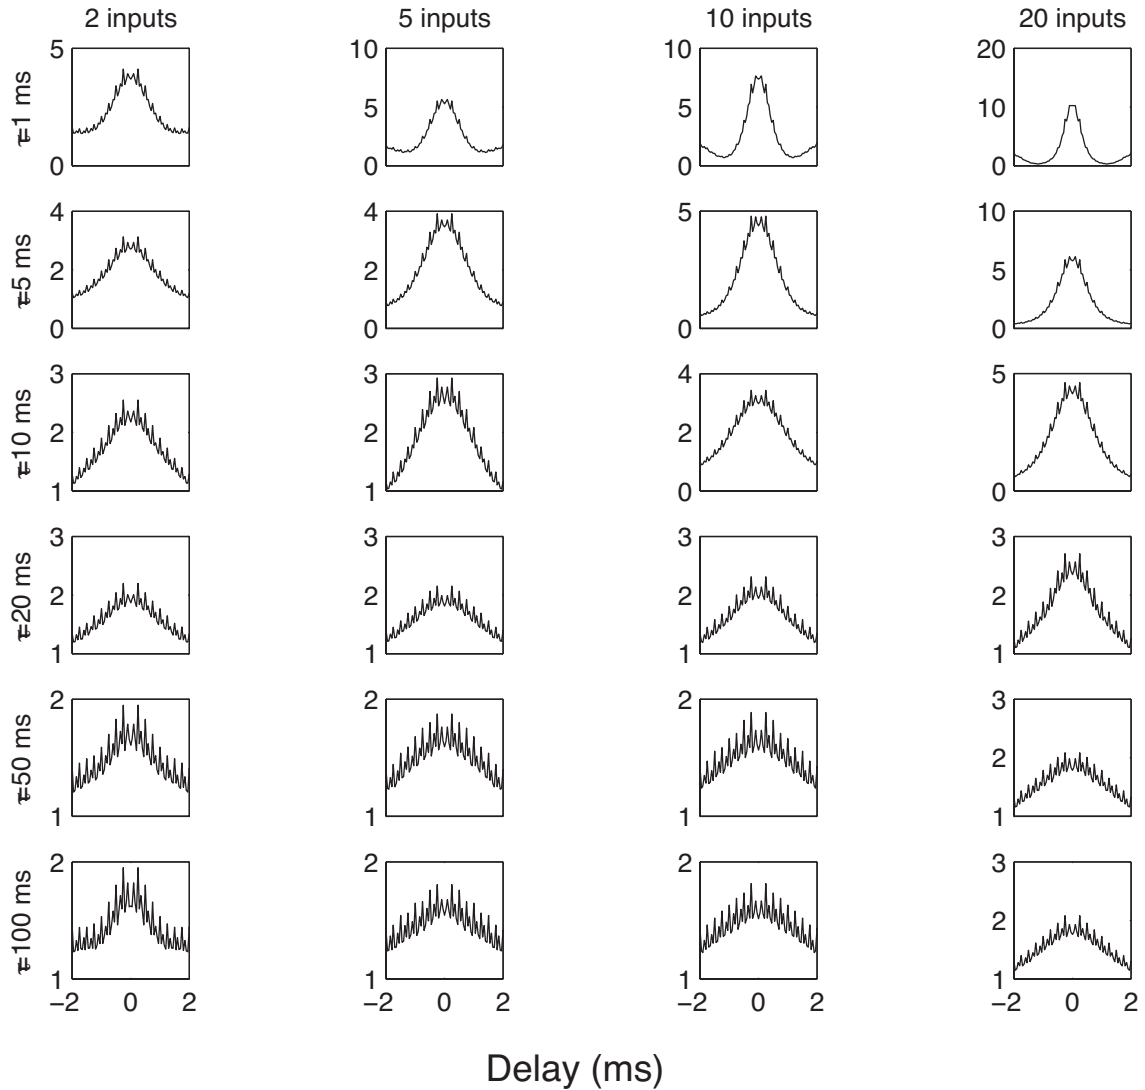 2 inputs 5 inputs 10 inputs 20 inputs
5 10 10 20
τ=1 ms
5 5 10
0 0 0 0
4 4 5 10
τ=5 ms
2 2 5
0 0 0 0
3 3 4 5
τ=10 ms
2 2 2
1 1 0 0
3 3 3 3
τ=20 ms
2 2 2 2
1 1 1 1
2 2 2 3
τ=50 ms
2
1 1 1 1
2 2 2 3
τ=100 ms
2
1 1 1 1
−2 0 2 −2 0 2 −2 0 2 −2 0 2
Delay (ms)